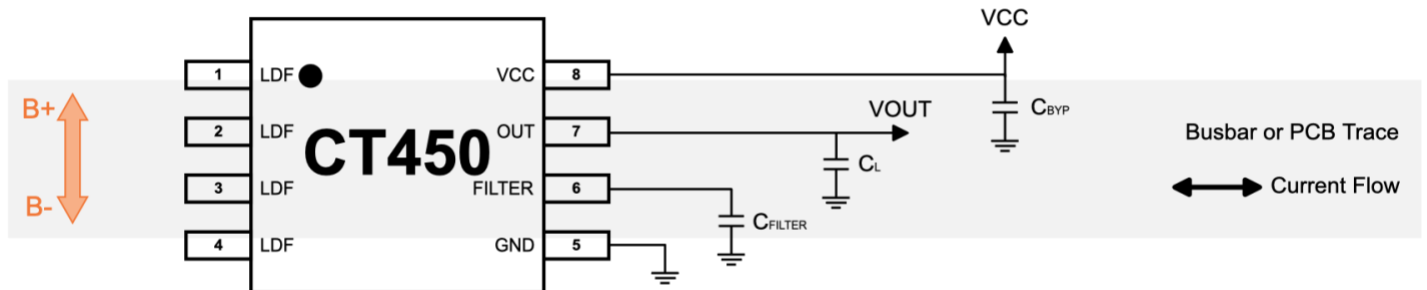 VCC
1 LDF VCC 8
B+ CBYP
VOUT
2 LDF OUT 7
Busbar or PCB Trace
CT450
CL
3 LDF FILTER 6
Current Flow
B-
CFILTER
4 LDF GND 5